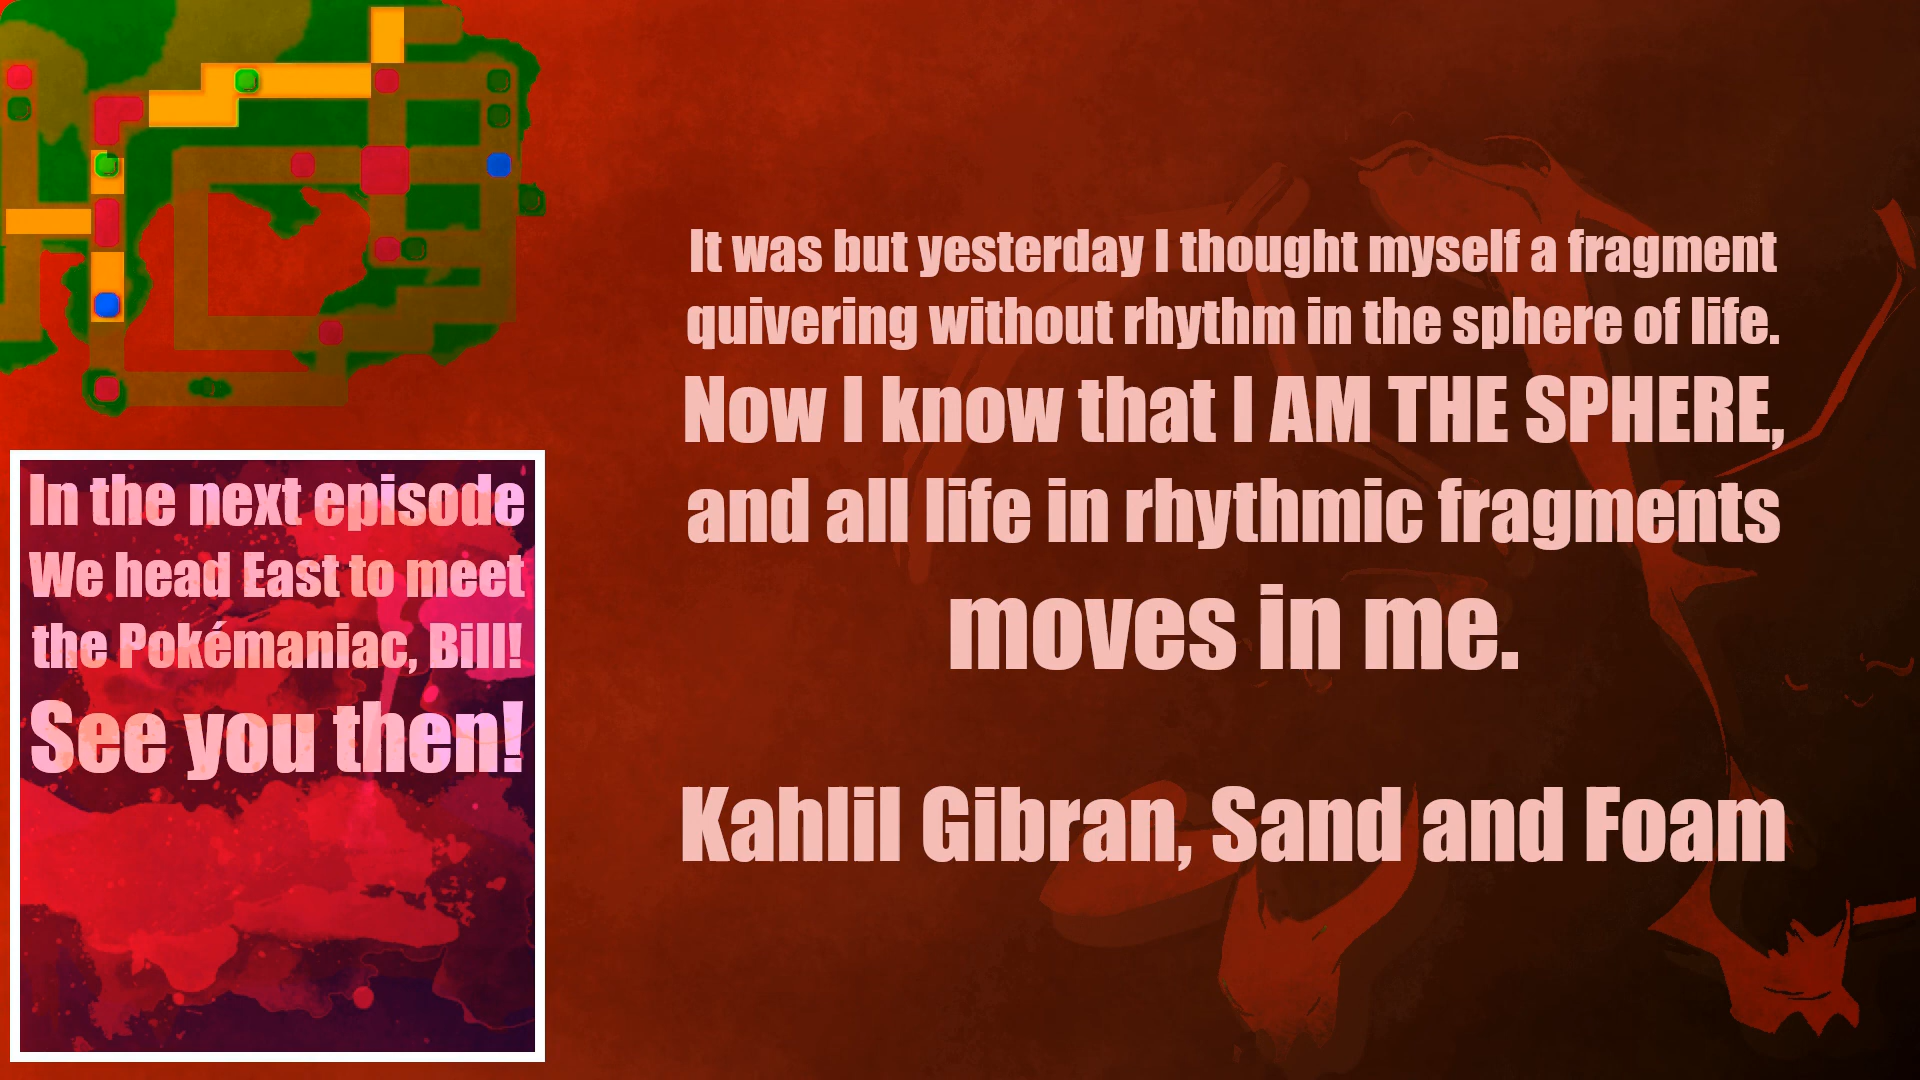 It was but yesterday I thought myself a fragment
quivering without rhythm in the sphere of life.
Now I know that I AM THE SPHERE,
and all life in rhythmic fragments
moves in me.
Kahlil Gibran, Sand and Foam
In the next episode
We head East to meet
the Pokémaniac, Bill!
See you then!